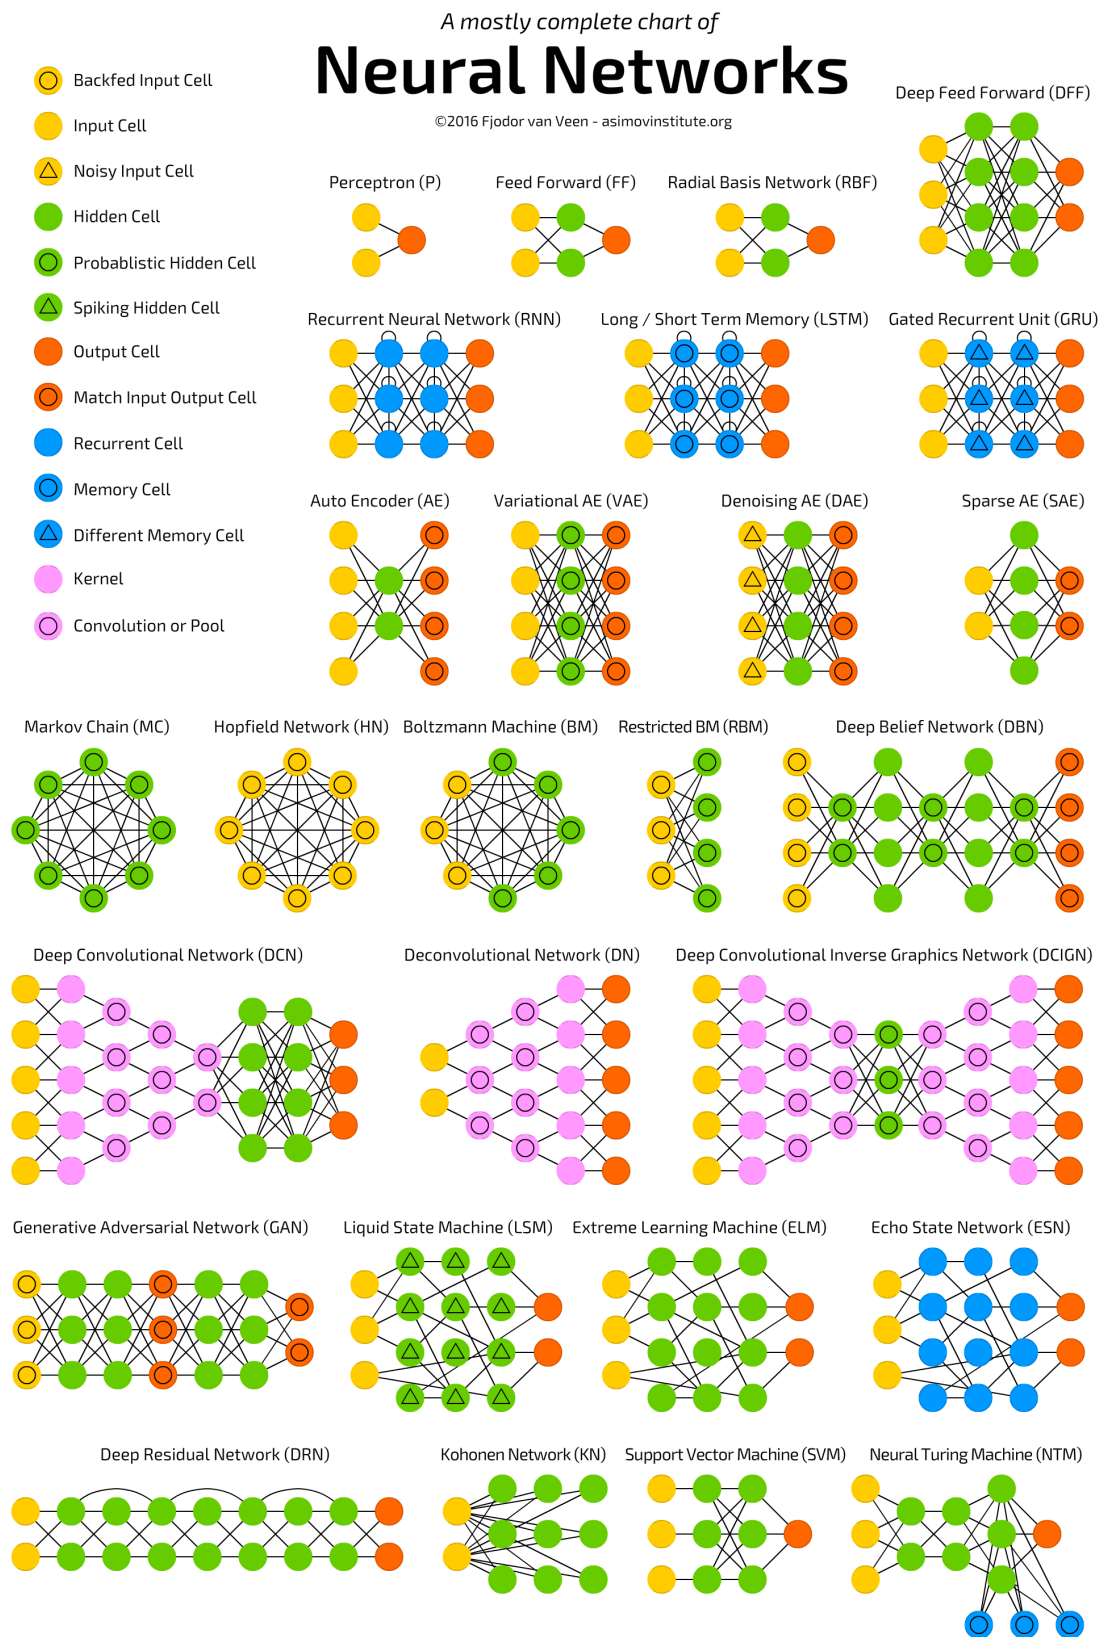 A mostly complete chart of
Neural Networks
©2016 Fjodor van Veen - asimovinstitute.org
Backfed Input Cell
Input Cell
Noisy Input Cell
Hidden Cell
Probablistic Hidden Cell
Spiking Hidden Cell
Output Cell
Match Input Output Cell
Recurrent Cell
Memory Cell
Different Memory Cell
Kernel
Convolution or Pool
Deep Feed Forward (DFF)
Perceptron (P)
Feed Forward (FF)
Radial Basis Network (RBF)
Recurrent Neural Network (RNN)
Long / Short Term Memory (LSTM)
Gated Recurrent Unit (GRU)
Auto Encoder (AE)
Variational AE (VAE)
Denoising AE (DAE)
Sparse AE (SAE)
Markov Chain (MC)
Hopfield Network (HN)
Boltzmann Machine (BM)
Restricted BM (RBM)
Deep Belief Network (DBN)
Deep Convolutional Network (DCN)
Deconvolutional Network (DN)
Deep Convolutional Inverse Graphics Network (DCIGN)
Generative Adversarial Network (GAN)
Liquid State Machine (LSM)
Extreme Learning Machine (ELM)
Echo State Network (ESN)
Deep Residual Network (DRN)
Kohonen Network (KN)
Support Vector Machine (SVM)
Neural Turing Machine (NTM)